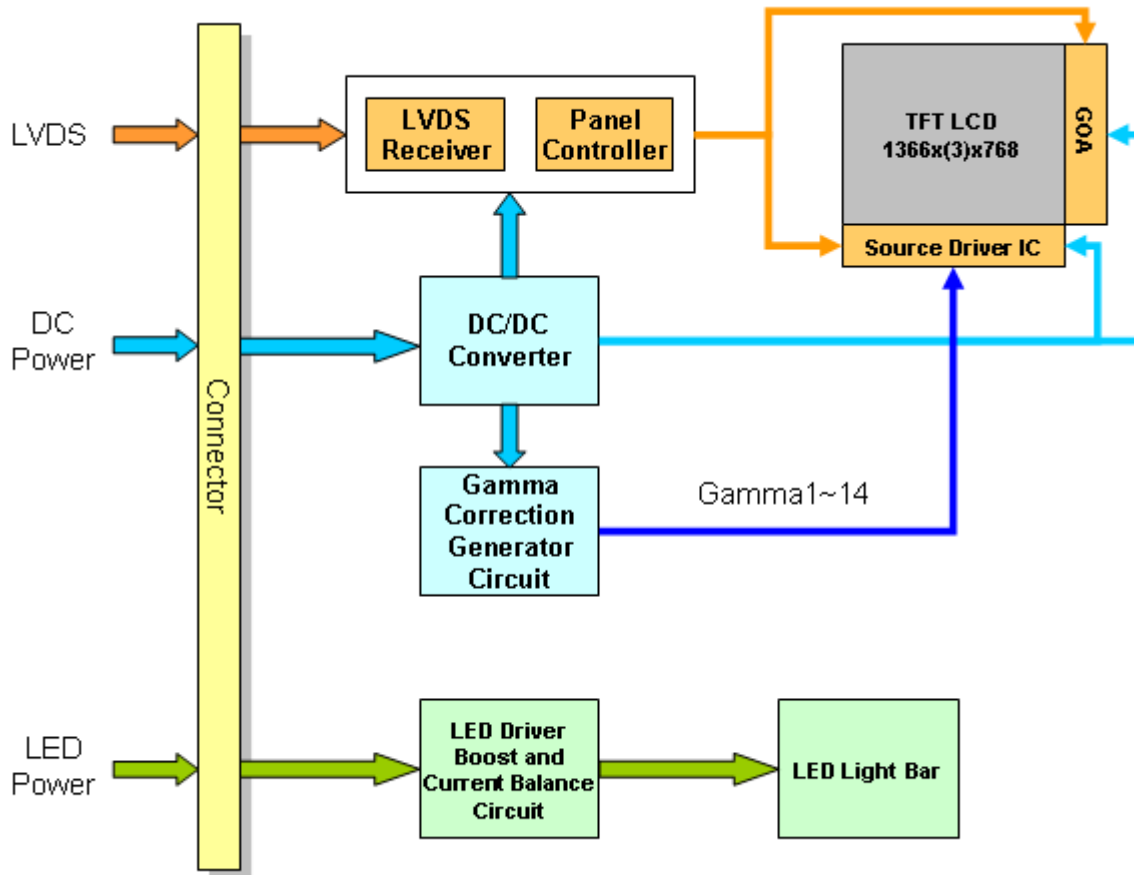 LVDS
LVDS
Receiver
Panel
Controller
TFT LCD
1366x(3)x768
GOA
Source Driver IC
DC
Power
Connector
DC/DC
Converter
Gamma
Correction
Generator
Circuit
Gamma1~14
LED
Power
LED Driver
Boost and
Current Balance
Circuit
LED Light Bar